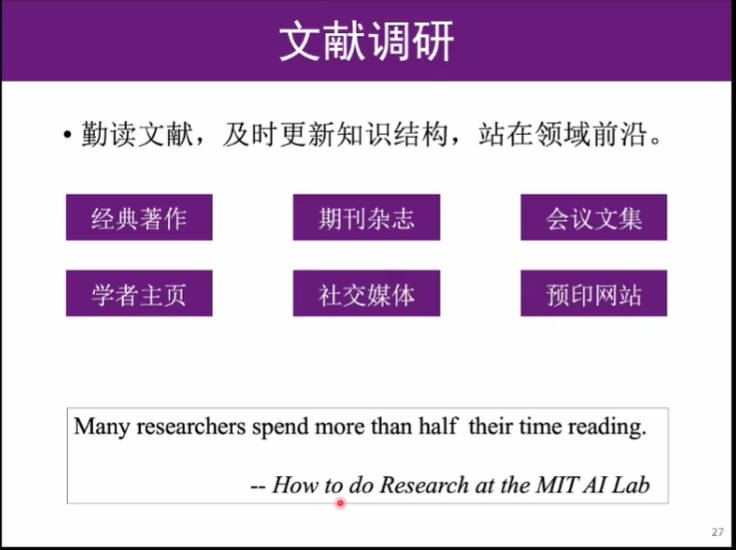 文献调研
• 勤读文献，及时更新知识结构，站在领域前沿。
经典著作 期刊杂志 会议文集
学者主页 社交媒体 预印网站
Many researchers spend more than half their time reading.
-- How to do Research at the MIT AI Lab
27